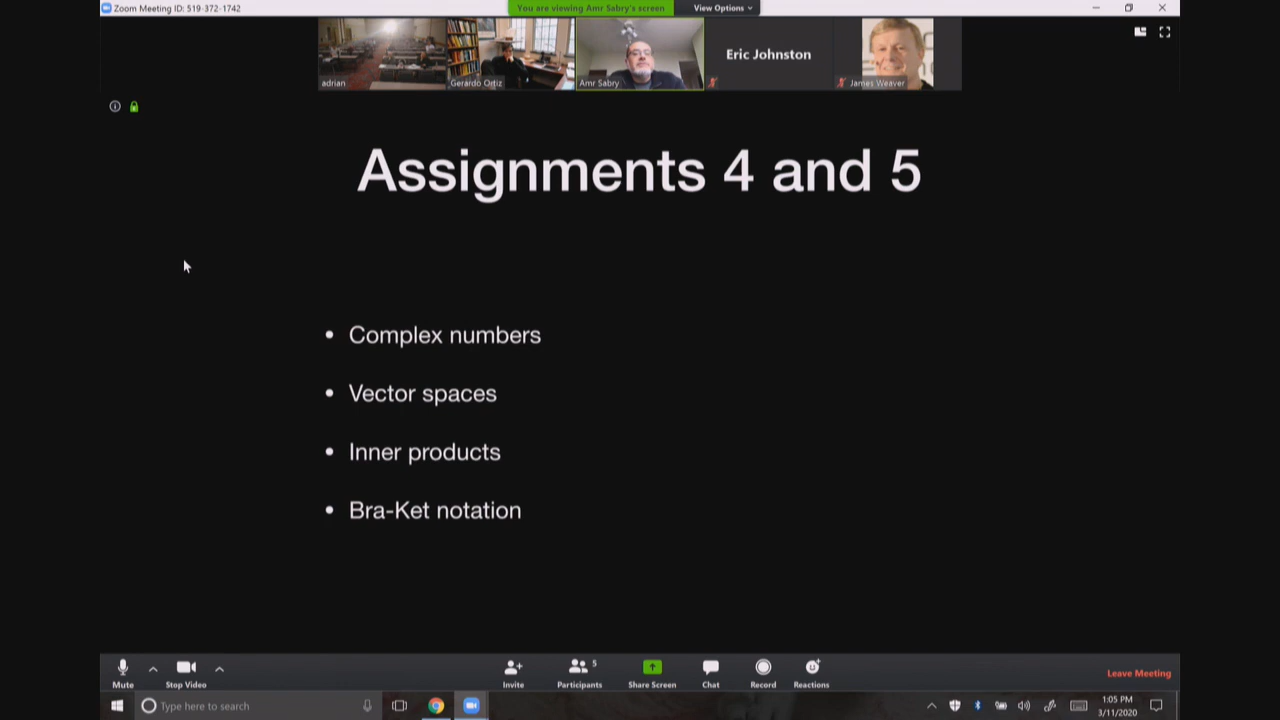 Zoom Meeting ID: 519-372-1742
You are viewing Amr Sabry's screen
View Options
adrian
Gerardo Ortiz
Amr Sabry
Eric Johnston
James Weaver
Assignments 4 and 5
• Complex numbers
• Vector spaces
• Inner products
• Bra-Ket notation
Mute
Stop Video
Invite
5
Participants
Share Screen
Chat
Record
Reactions
Leave Meeting
Type here to search
1:05 PM
3/11/2020